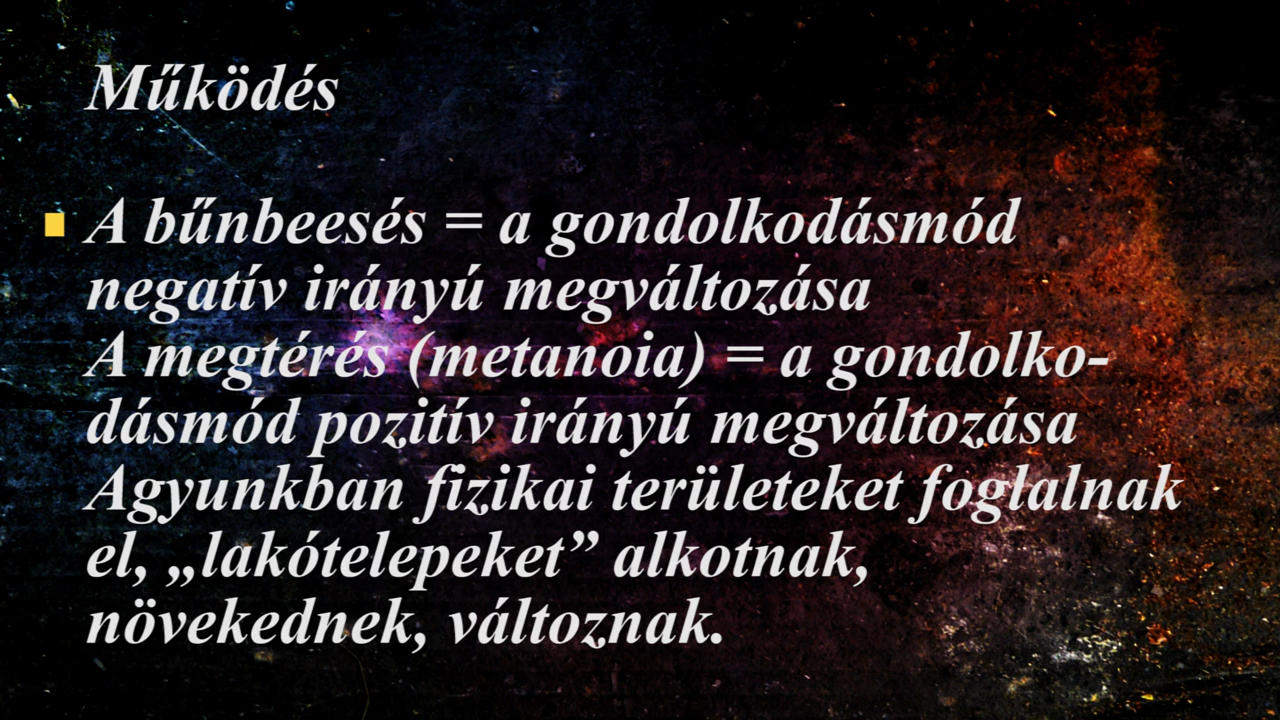 Működés
A bűnbeesés = a gondolkodásmód
negatív irányú megváltozása
A megtérés (metanoia) = a gondolko-
dásmód pozitív irányú megváltozása
Agyunkban fizikai területeket foglalnak
el, „lakótelepeket” alkotnak,
növekednek, változnak.